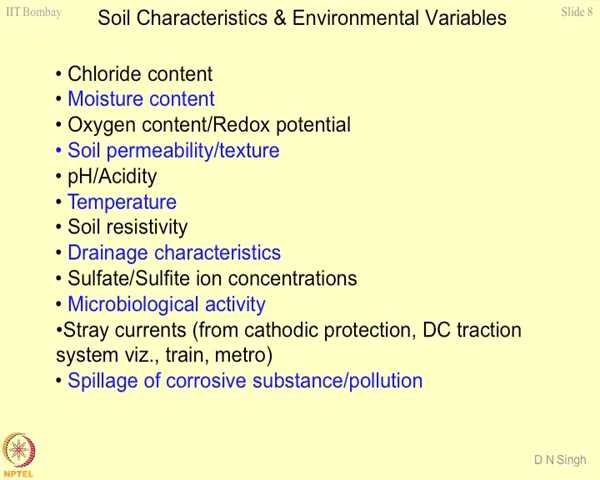 IIT Bombay
Soil Characteristics & Environmental Variables
Slide 8
• Chloride content
• Moisture content
• Oxygen content/Redox potential
• Soil permeability/texture
• pH/Acidity
• Temperature
• Soil resistivity
• Drainage characteristics
• Sulfate/Sulfite ion concentrations
• Microbiological activity
•Stray currents (from cathodic protection, DC traction
system viz., train, metro)
• Spillage of corrosive substance/pollution
NPTEL
D N Singh